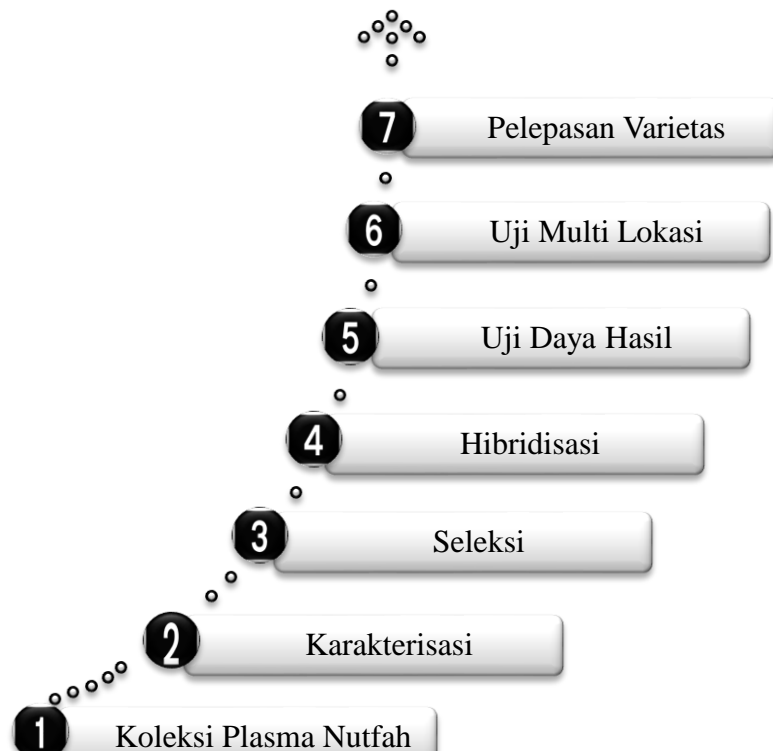 7 Pelepasan Varietas
6 Uji Multi Lokasi
5 Uji Daya Hasil
4 Hibridisasi
3 Seleksi
2 Karakterisasi
1 Koleksi Plasma Nutfah